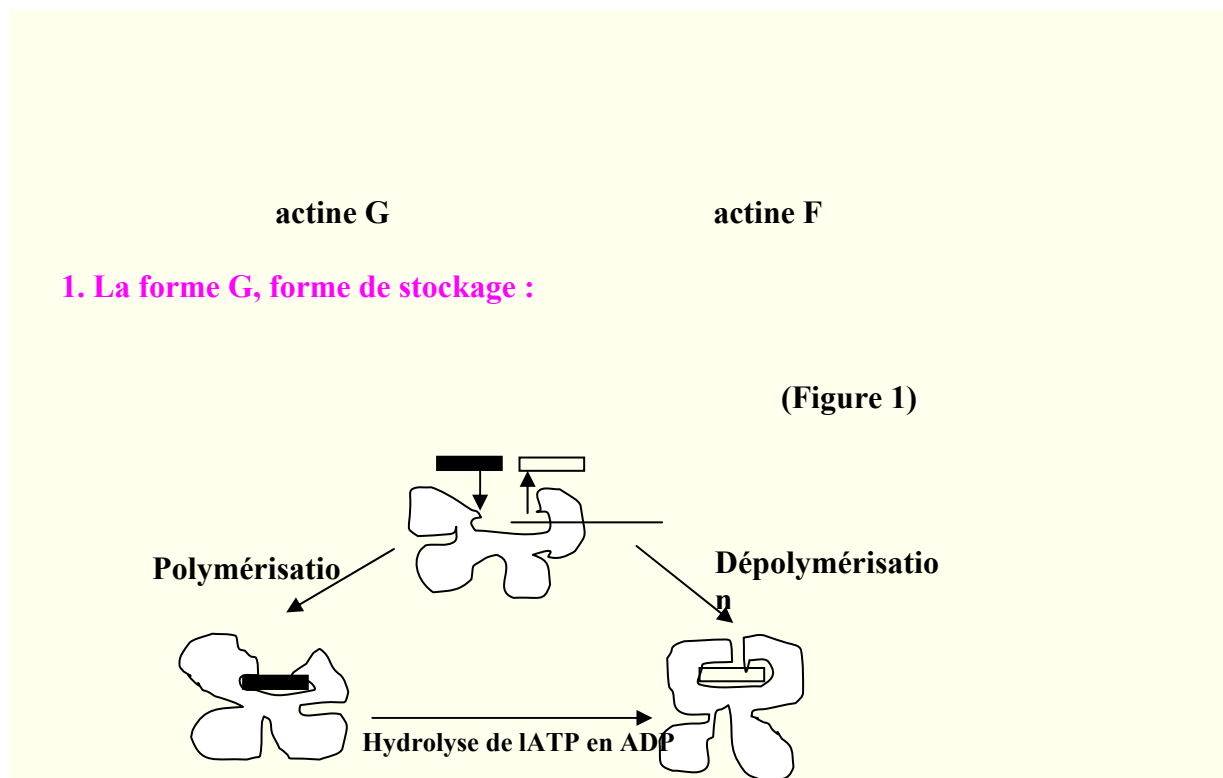 actine G actine F
1. La forme G, forme de stockage :
(Figure 1)
Polymérisatio
Dépolymérisatio
n
Hydrolyse de lATP en ADP